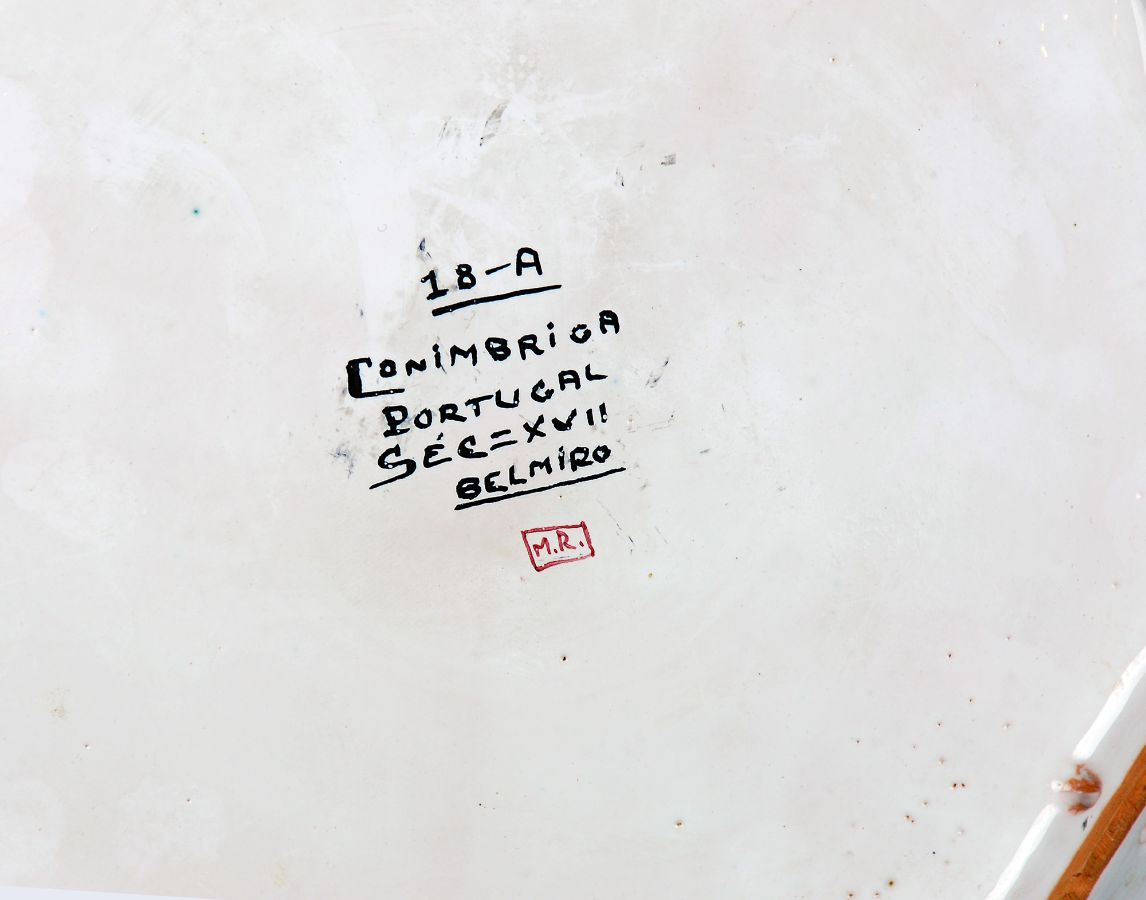 18-A
CONIMBRIGA
PORTUGAL
SÉC=XVII
BELMIRO
M.R.